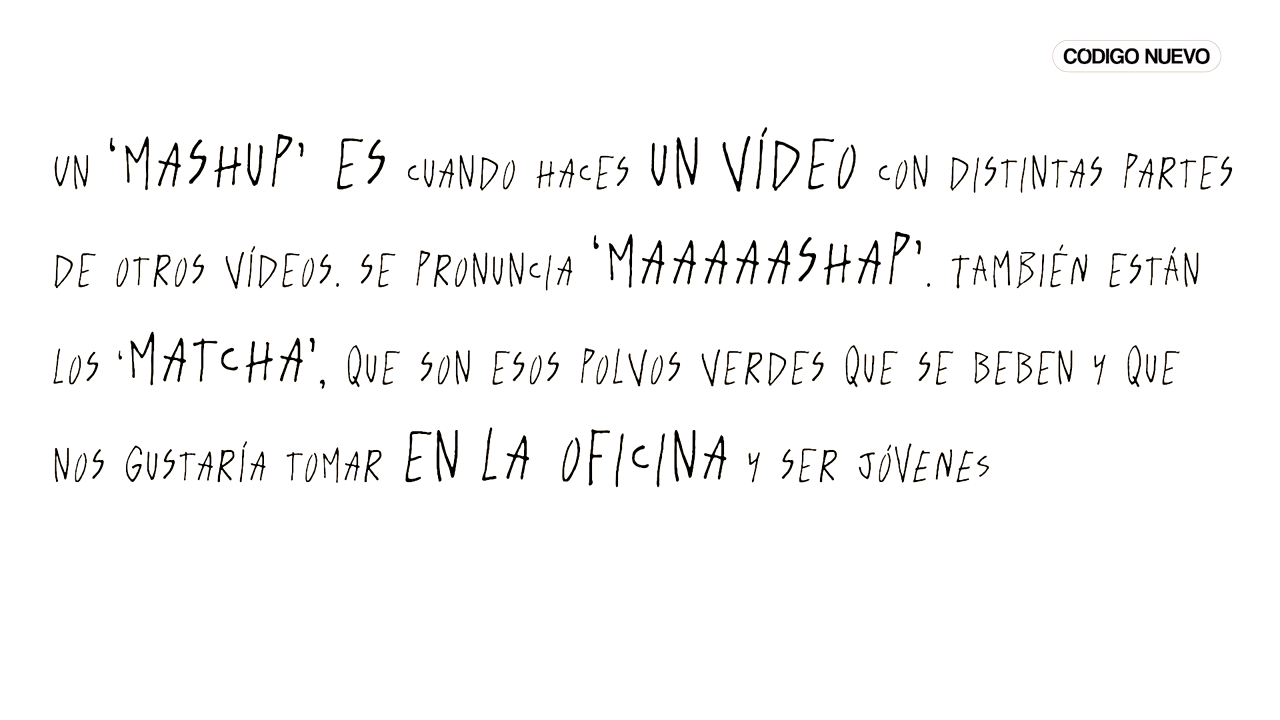 CODIGO NUEVO
UN ‘MASHUP’ ES CUANDO HACES UN VÍDEO CON DISTINTAS PARTES
DE OTROS VÍDEOS. SE PRONUNCIA ‘MAAAAASHAP’. TAMBIÉN ESTÁN
LOS ‘MATCHA’, QUE SON ESOS POLVOS VERDES QUE SE BEBEN Y QUE
NOS GUSTARÍA TOMAR EN LA OFICINA Y SER JÓVENES